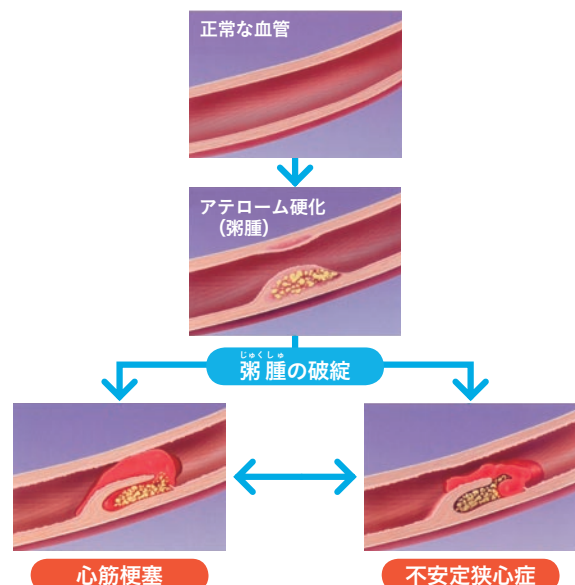 正常な血管
アテローム硬化
(粥腫)
じゅくしゅ
粥腫の破綻
心筋梗塞
不安定狭心症